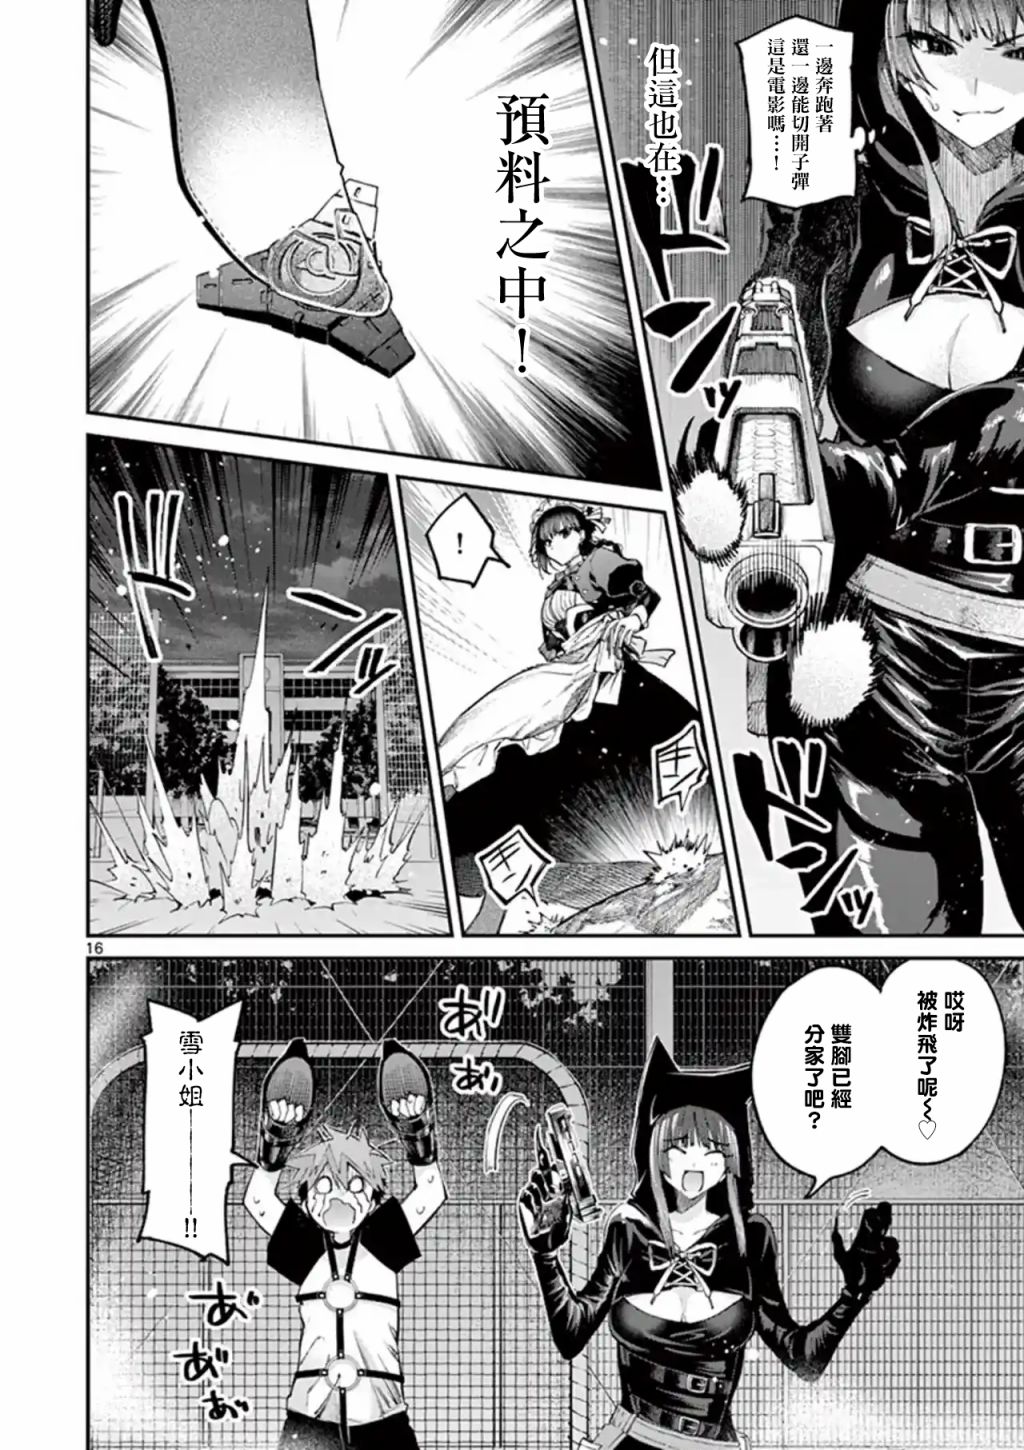 一邊奔跑著
還一邊能切開子彈
這是電影嗎…！
但這也在…
預料之中！
ドッ
ドッ
！
キン
キン
ドッ
16
哎呀
被炸飛了呢～♡
雙腳已經
分家了吧？
雪小姐——！！
あ゛
あ゛
あ゛
あ゛あ゛